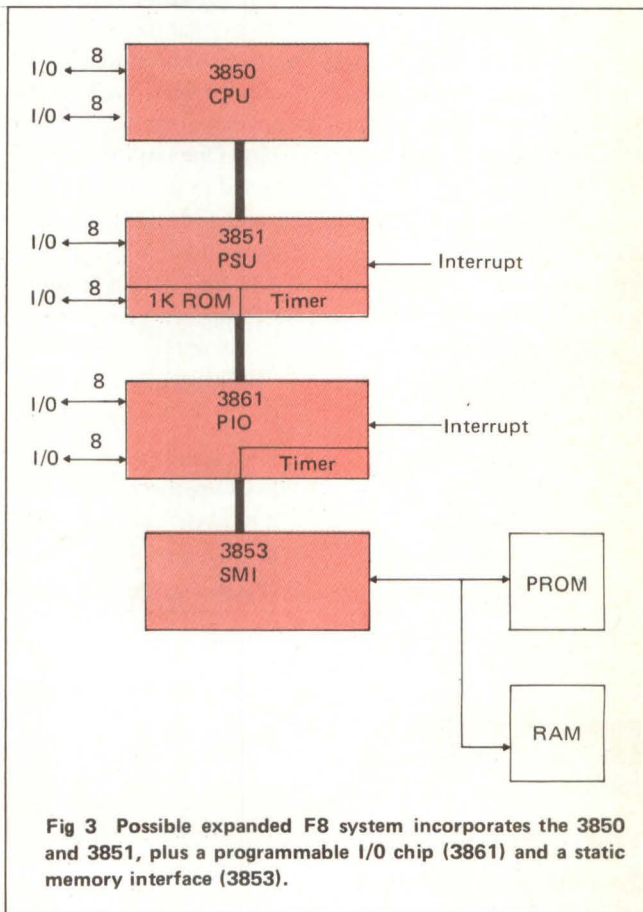 I/O 8
I/O 8
3850
CPU
I/O 8
I/O 8
3851
PSU
1K ROM
Timer
Interrupt
I/O 8
I/O 8
3861
PIO
Timer
Interrupt
3853
SMI
PROM
RAM
Fig 3 Possible expanded F8 system incorporates the 3850
and 3851, plus a programmable I/0 chip (3861) and a static
memory interface (3853).